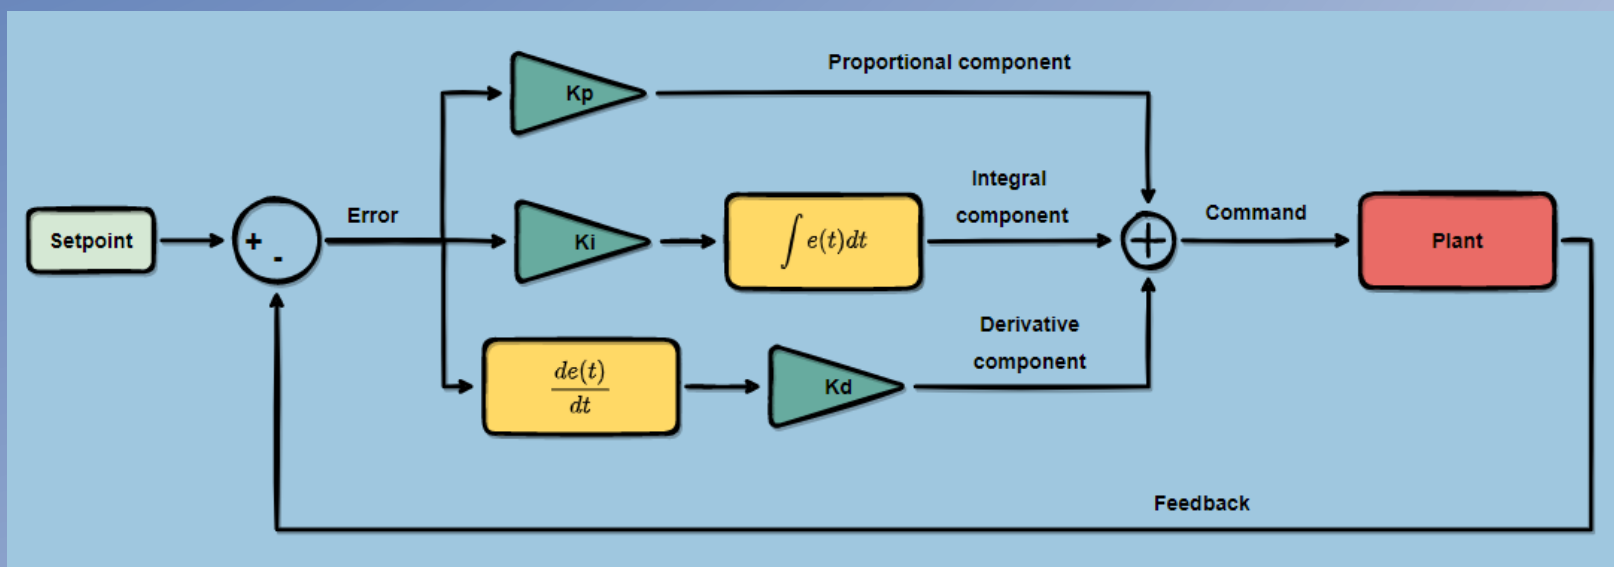 Proportional component
Kp
Integral
component
Setpoint
+
-
Error
Ki
∫ e(t)dt
+
Command
Plant
Derivative
component
de(t)
dt
Kd
Feedback